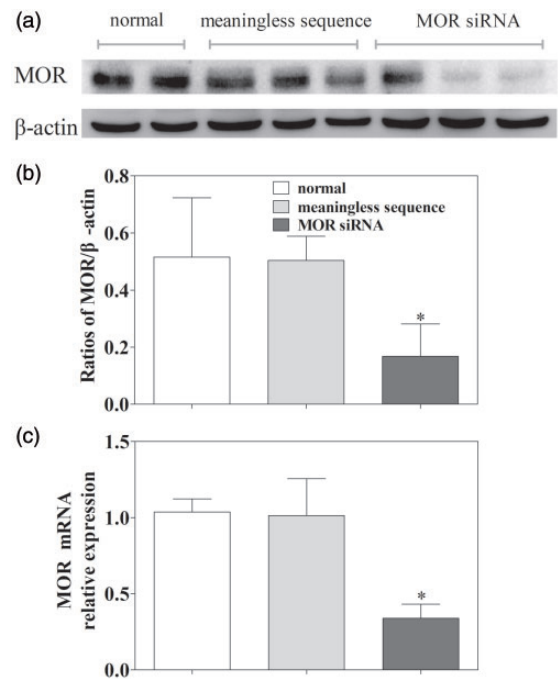 (a)
normal meaningless sequence MOR siRNA
MOR
β-actin
(b)
0.8
0.6
0.4
0.2
0.0
Ratios of MOR/β -actin
normal
meaningless sequence
MOR siRNA
*
(c)
1.5
1.0
0.5
0.0
MOR mRNA
relative expression
*